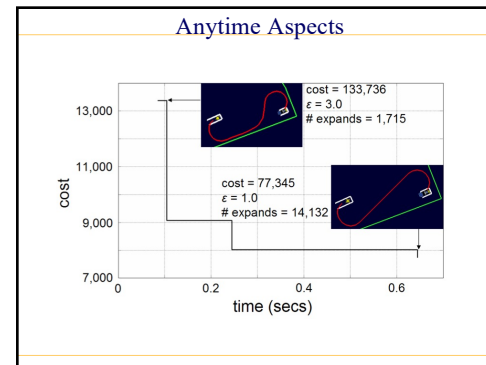 Anytime Aspects
cost = 133,736
ε = 3.0
# expands = 1,715
cost = 77,345
ε = 1.0
# expands = 14,132
13,000
11,000
9,000
7,000
cost
0
0.2
0.4
0.6
time (secs)